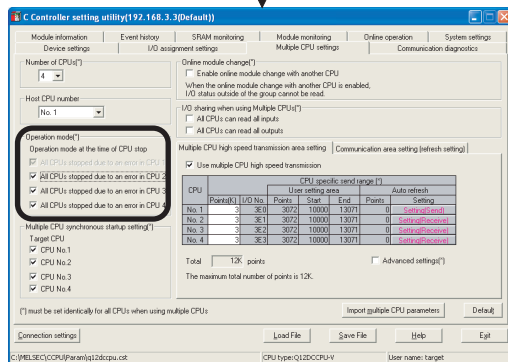 C Controller setting utility(192.168.3.3(Default))
Module information Event history SRAM monitoring Module monitoring Online operation System settings
Device settings I/O assignment settings Multiple CPU settings Communication diagnostics
Number of CPUs(*)
4
Host CPU number
No. 1
Operation mode(*)
Operation mode at the time of CPU stop
All CPUs stopped due to an error in CPU 1
All CPUs stopped due to an error in CPU 2
All CPUs stopped due to an error in CPU 3
All CPUs stopped due to an error in CPU 4
Multiple CPU synchronous startup setting(*)
Target CPU
CPU No.1
CPU No.2
CPU No.3
CPU No.4
Online module change(*)
Enable online module change with another CPU
When the online module change with another CPU is enabled,
I/O status outside of the group cannot be read.
I/O sharing when using Multiple CPUs(*)
All CPUs can read all inputs
All CPUs can read all outputs
Multiple CPU high speed transmission area setting Communication area setting (refresh setting)
Use multiple CPU high speed transmission
CPU CPU specific send range (*)
User setting area Auto refresh
Points(K) I/O No. Points Start End Points Setting
No. 1 3 3E0 3072 10000 13071 0 Setting(Send)
No. 2 3 3E1 3072 10000 13071 0 Setting(Receive)
No. 3 3 3E2 3072 10000 13071 0 Setting(Receive)
No. 4 3 3E3 3072 10000 13071 0 Setting(Receive)
Total 12K points Advanced settings(*)
The maximum total number of points is 12K.
(*) must be set identically for all CPUs when using multiple CPUs
Import multiple CPU parameters Default
Connection settings Load File Save File Help Exit
C:\MELSEC\CCPU\Param\q12dccpu.cst CPU type:Q12DCCPU-V User name: target